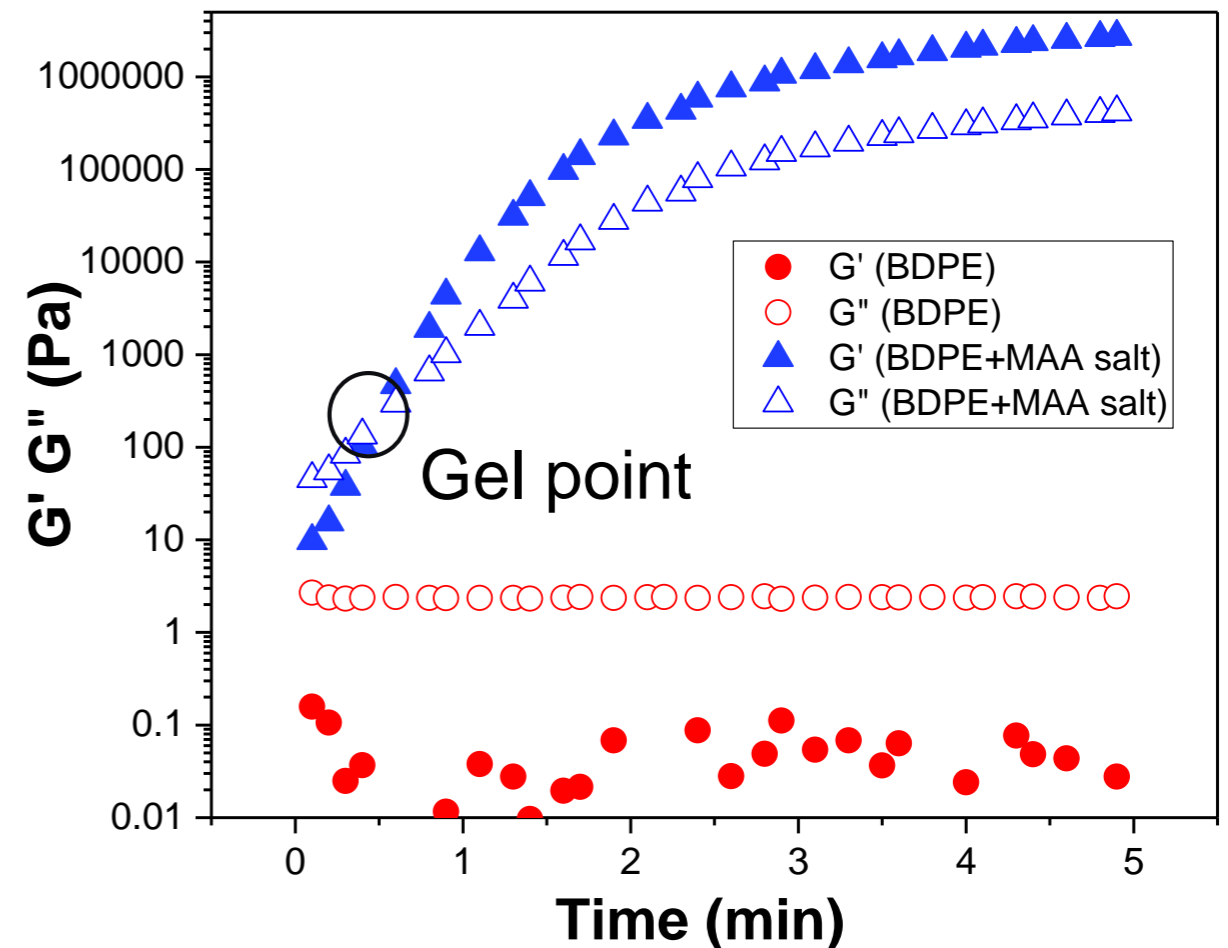 G' G" (Pa)
1000000
100000
10000
1000
100
10
1
0.1
0.01
G' (BDPE)
G" (BDPE)
G' (BDPE+MAA salt)
G" (BDPE+MAA salt)
Gel point
0 1 2 3 4 5
Time (min)